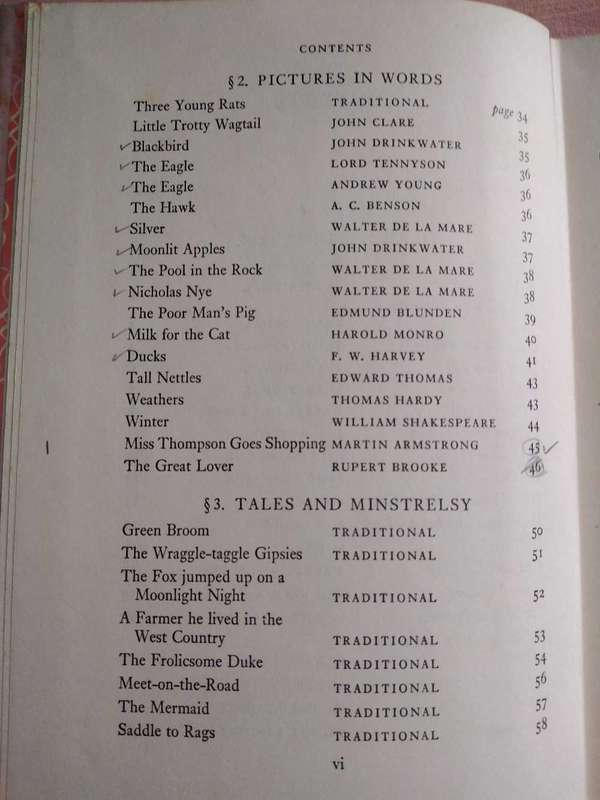 CONTENTS
§2. PICTURES IN WORDS
Three Young Rats TRADITIONAL page 34
Little Trotty Wagtail JOHN CLARE 35
Blackbird JOHN DRINKWATER 35
The Eagle LORD TENNYSON 36
The Eagle ANDREW YOUNG 36
The Hawk A. C. BENSON 36
Silver WALTER DE LA MARE 37
Moonlit Apples JOHN DRINKWATER 37
The Pool in the Rock WALTER DE LA MARE 38
Nicholas Nye WALTER DE LA MARE 38
The Poor Man's Pig EDMUND BLUNDEN 39
Milk for the Cat HAROLD MONRO 40
Ducks F. W. HARVEY 41
Tall Nettles EDWARD THOMAS 43
Weathers THOMAS HARDY 43
Winter WILLIAM SHAKESPEARE 44
Miss Thompson Goes Shopping MARTIN ARMSTRONG 45
The Great Lover RUPERT BROOKE 46
§3. TALES AND MINSTRELSY
Green Broom TRADITIONAL 50
The Wraggle-taggle Gipsies TRADITIONAL 51
The Fox jumped up on a
Moonlight Night TRADITIONAL 52
A Farmer he lived in the
West Country TRADITIONAL 53
The Frolicsome Duke TRADITIONAL 54
Meet-on-the-Road TRADITIONAL 56
The Mermaid TRADITIONAL 57
Saddle to Rags TRADITIONAL 58
vi